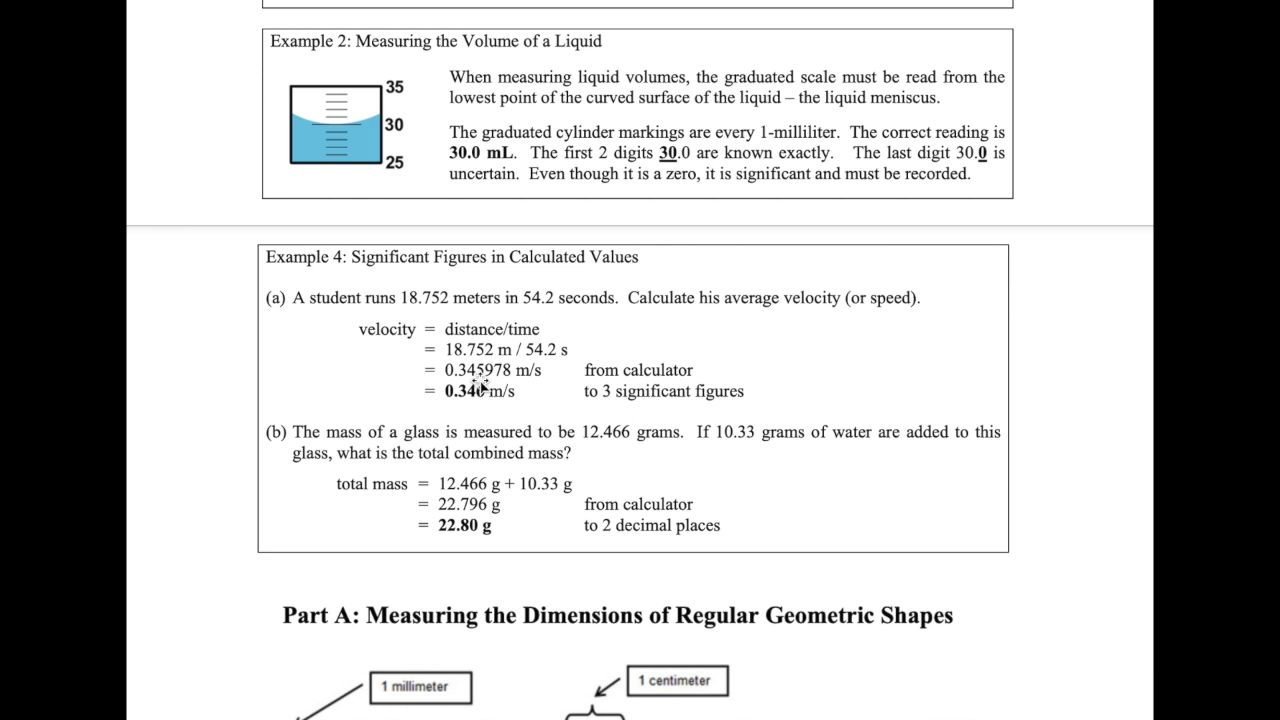 Example 2: Measuring the Volume of a Liquid
35
30
25
When measuring liquid volumes, the graduated scale must be read from the
lowest point of the curved surface of the liquid – the liquid meniscus.
The graduated cylinder markings are every 1-milliliter. The correct reading is
30.0 mL. The first 2 digits 30.0 are known exactly. The last digit 30.0 is
uncertain. Even though it is a zero, it is significant and must be recorded.
Example 4: Significant Figures in Calculated Values
(a) A student runs 18.752 meters in 54.2 seconds. Calculate his average velocity (or speed).
velocity = distance/time
= 18.752 m / 54.2 s
= 0.345978 m/s from calculator
= 0.346 m/s to 3 significant figures
(b) The mass of a glass is measured to be 12.466 grams. If 10.33 grams of water are added to this
glass, what is the total combined mass?
total mass = 12.466 g + 10.33 g
= 22.796 g from calculator
= 22.80 g to 2 decimal places
Part A: Measuring the Dimensions of Regular Geometric Shapes
1 millimeter
1 centimeter